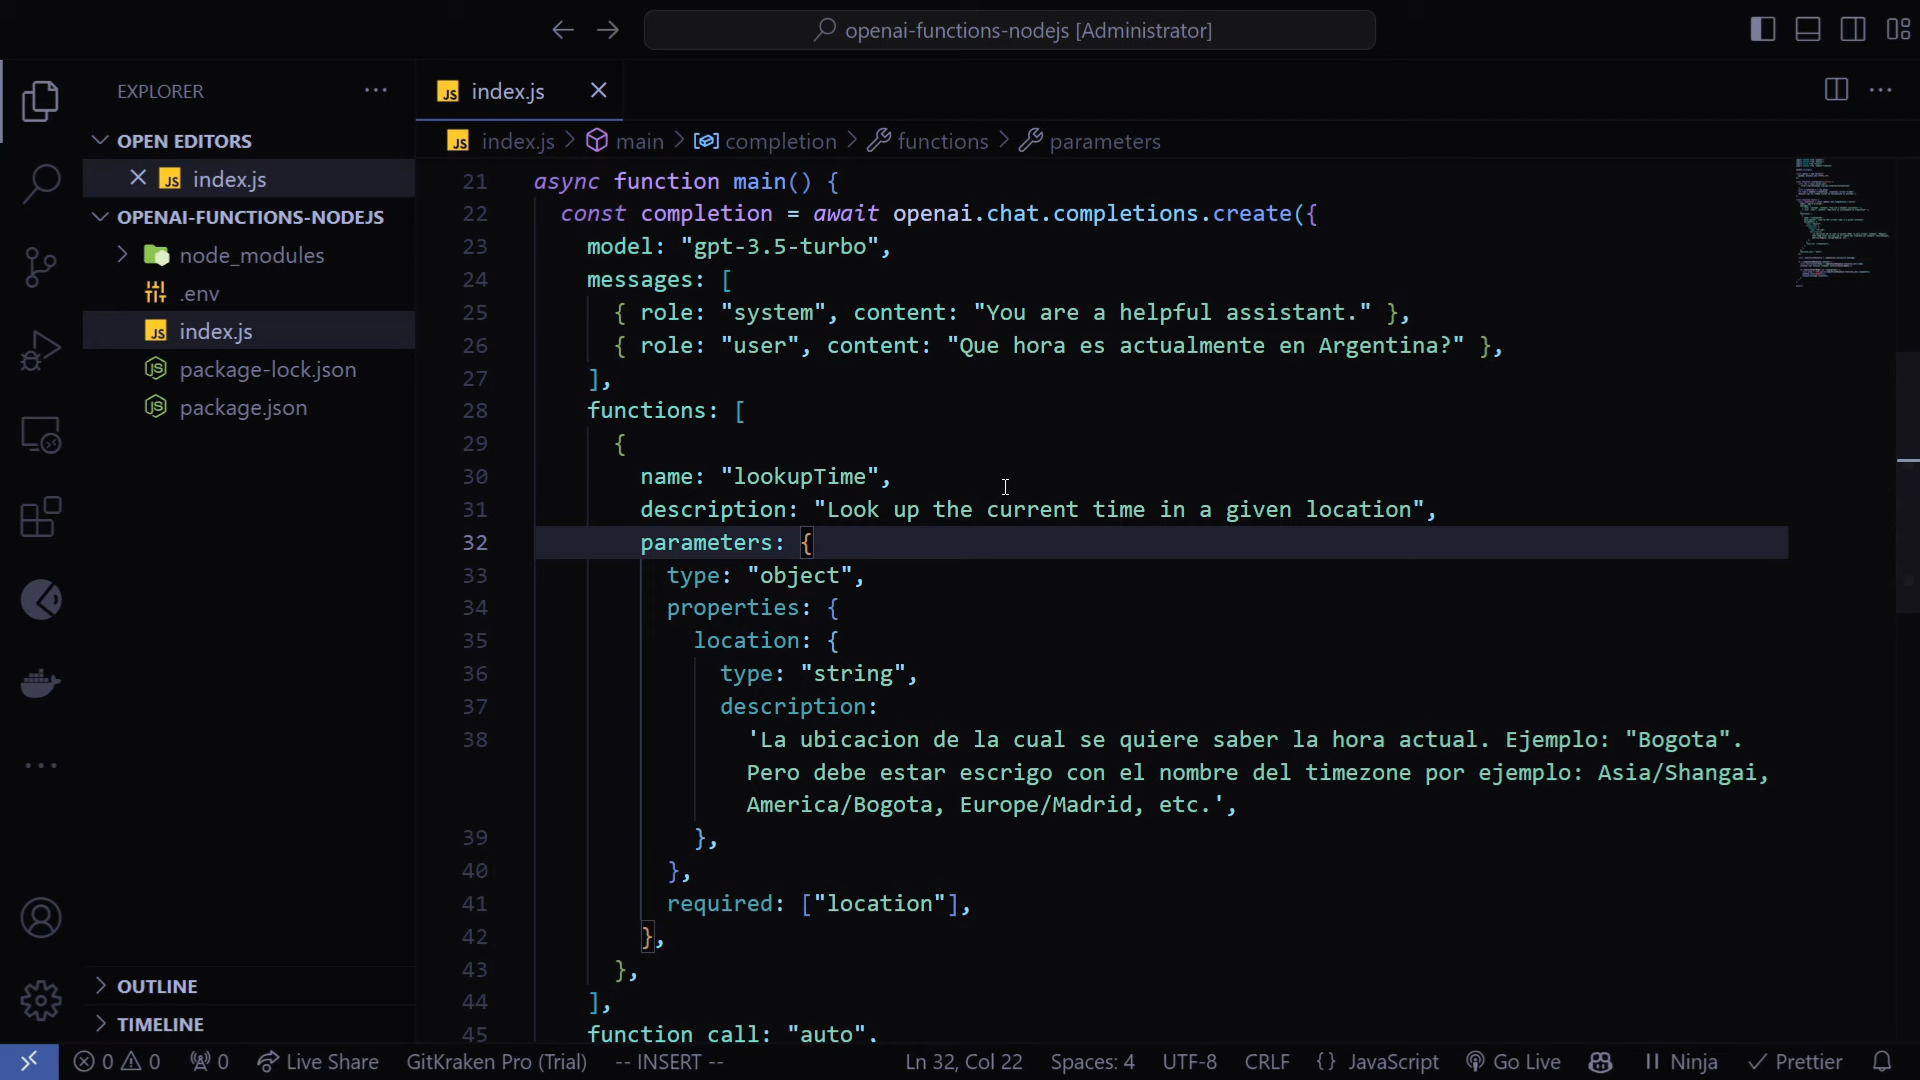 openai-functions-nodejs [Administrator]
EXPLORER
OPEN EDITORS
index.js
OPENAI-FUNCTIONS-NODEJS
node_modules
.env
index.js
package-lock.json
package.json
OUTLINE
TIMELINE
index.js
index.js > main > completion > functions > parameters
21 async function main() {
22 const completion = await openai.chat.completions.create({
23 model: "gpt-3.5-turbo",
24 messages: [
25 { role: "system", content: "You are a helpful assistant." },
26 { role: "user", content: "Que hora es actualmente en Argentina?" },
27 ],
28 functions: [
29 {
30 name: "lookupTime",
31 description: "Look up the current time in a given location",
32 parameters: {
33 type: "object",
34 properties: {
35 location: {
36 type: "string",
37 description:
38 'La ubicacion de la cual se quiere saber la hora actual. Ejemplo: "Bogota".
Pero debe estar escrigo con el nombre del timezone por ejemplo: Asia/Shangai,
America/Bogota, Europe/Madrid, etc.',
39 },
40 },
41 required: ["location"],
42 },
43 },
44 ],
45 function_call: "auto",
0 0 0 Live Share GitKraken Pro (Trial) -- INSERT -- Ln 32, Col 22 Spaces: 4 UTF-8 CRLF {} JavaScript Go Live Ninja Prettier